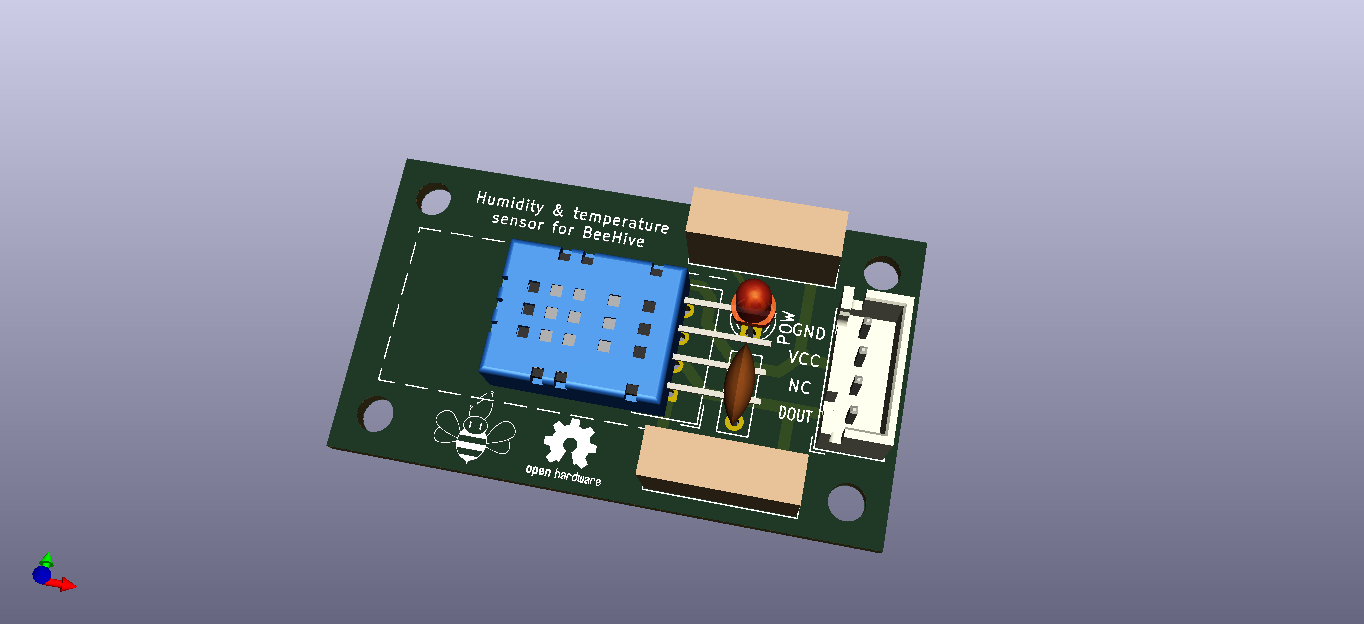 Humidity & temperature
sensor for BeeHive
POW
GND
VCC
NC
DOUT
open hardware